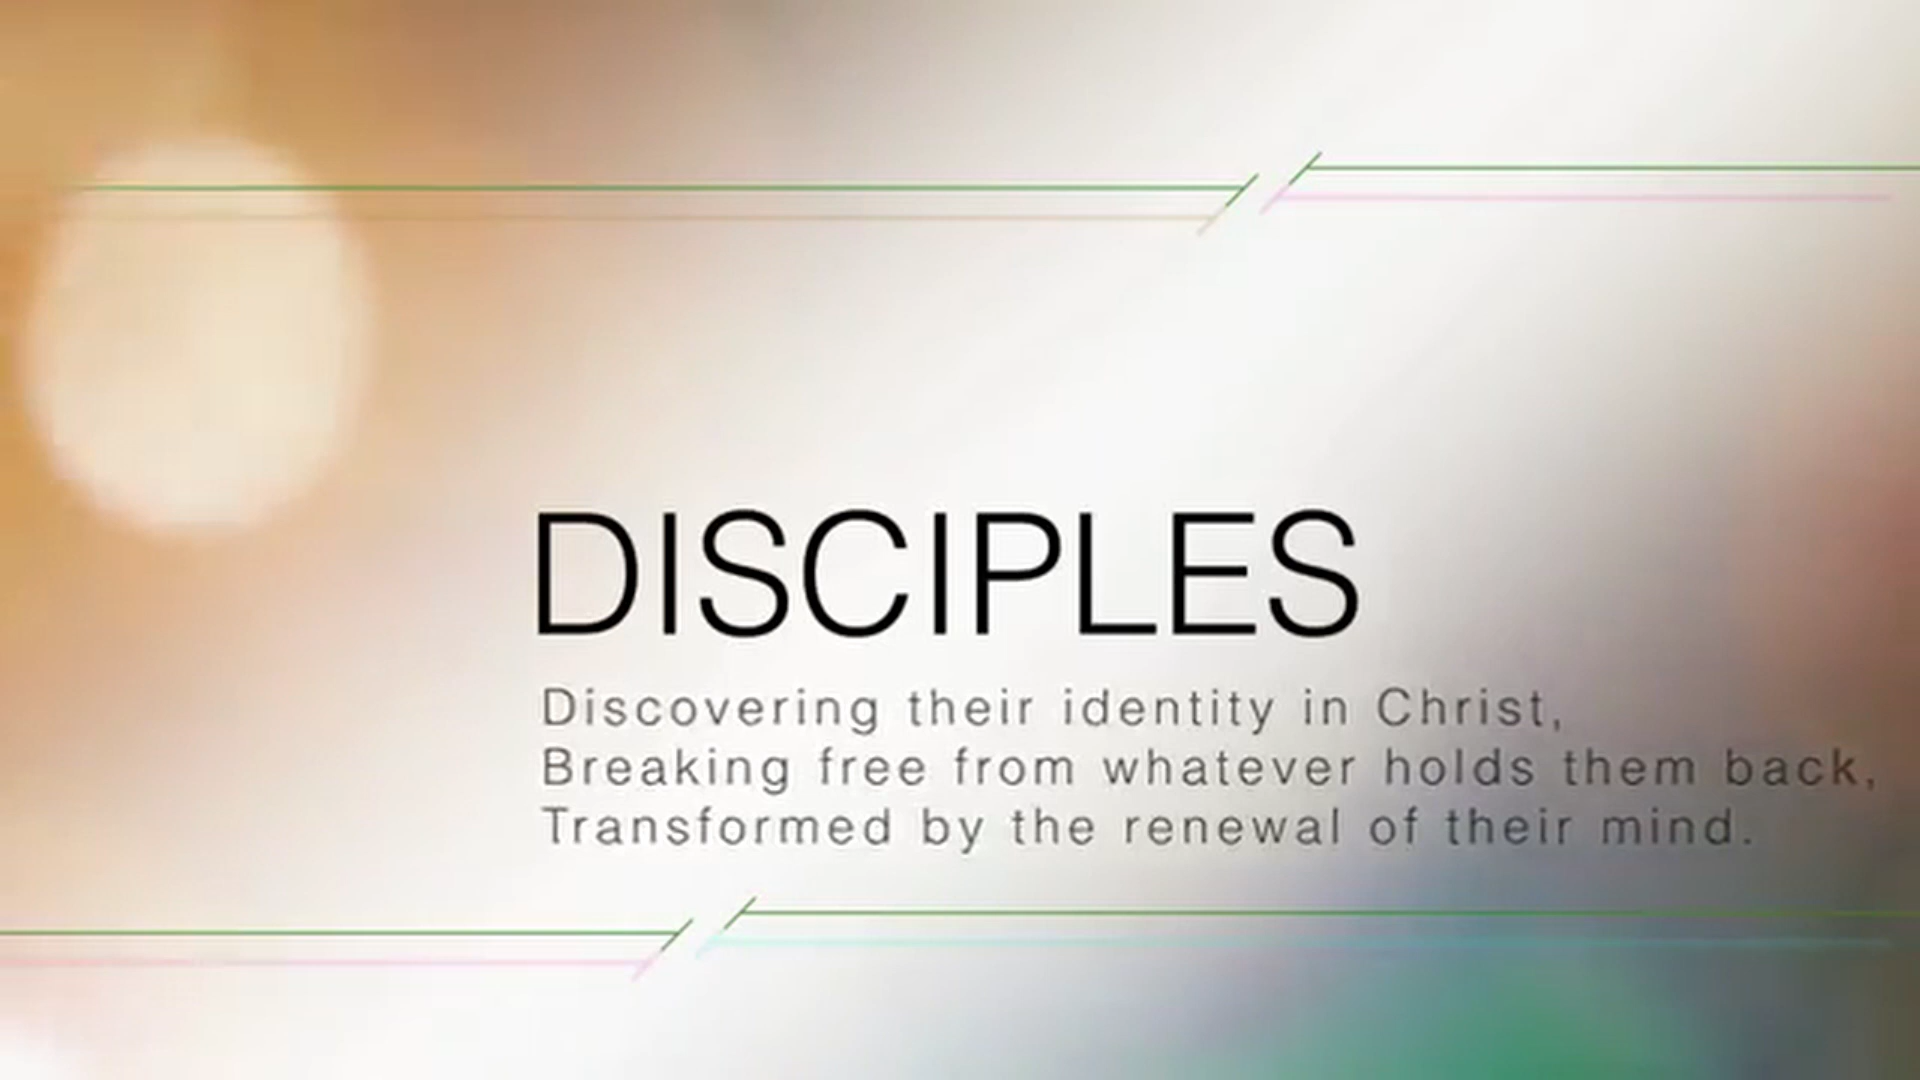 DISCIPLES
Discovering their identity in Christ,
Breaking free from whatever holds them back,
Transformed by the renewal of their mind.